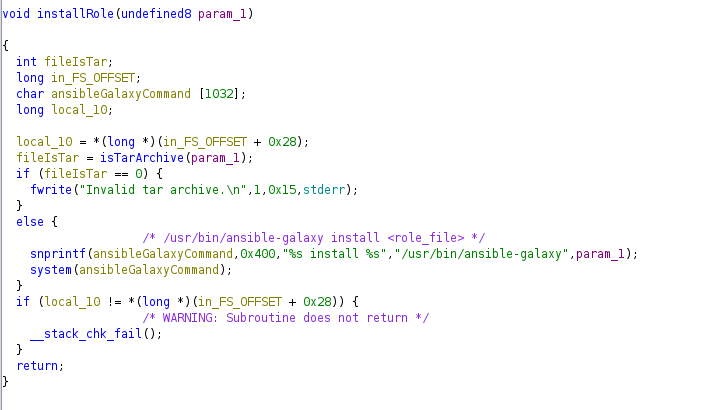 void installRole(undefined8 param_1)
{
int fileIsTar;
long in_FS_OFFSET;
char ansibleGalaxyCommand [1032];
long local_10;
local_10 = *(long *)(in_FS_OFFSET + 0x28);
fileIsTar = isTarArchive(param_1);
if (fileIsTar == 0) {
fwrite("Invalid tar archive.\n",1,0x15,stderr);
}
else {
/* /usr/bin/ansible-galaxy install <role_file> */
snprintf(ansibleGalaxyCommand,0x400,"%s install %s","/usr/bin/ansible-galaxy",param_1);
system(ansibleGalaxyCommand);
}
if (local_10 != *(long *)(in_FS_OFFSET + 0x28)) {
/* WARNING: Subroutine does not return */
__stack_chk_fail();
}
return;
}